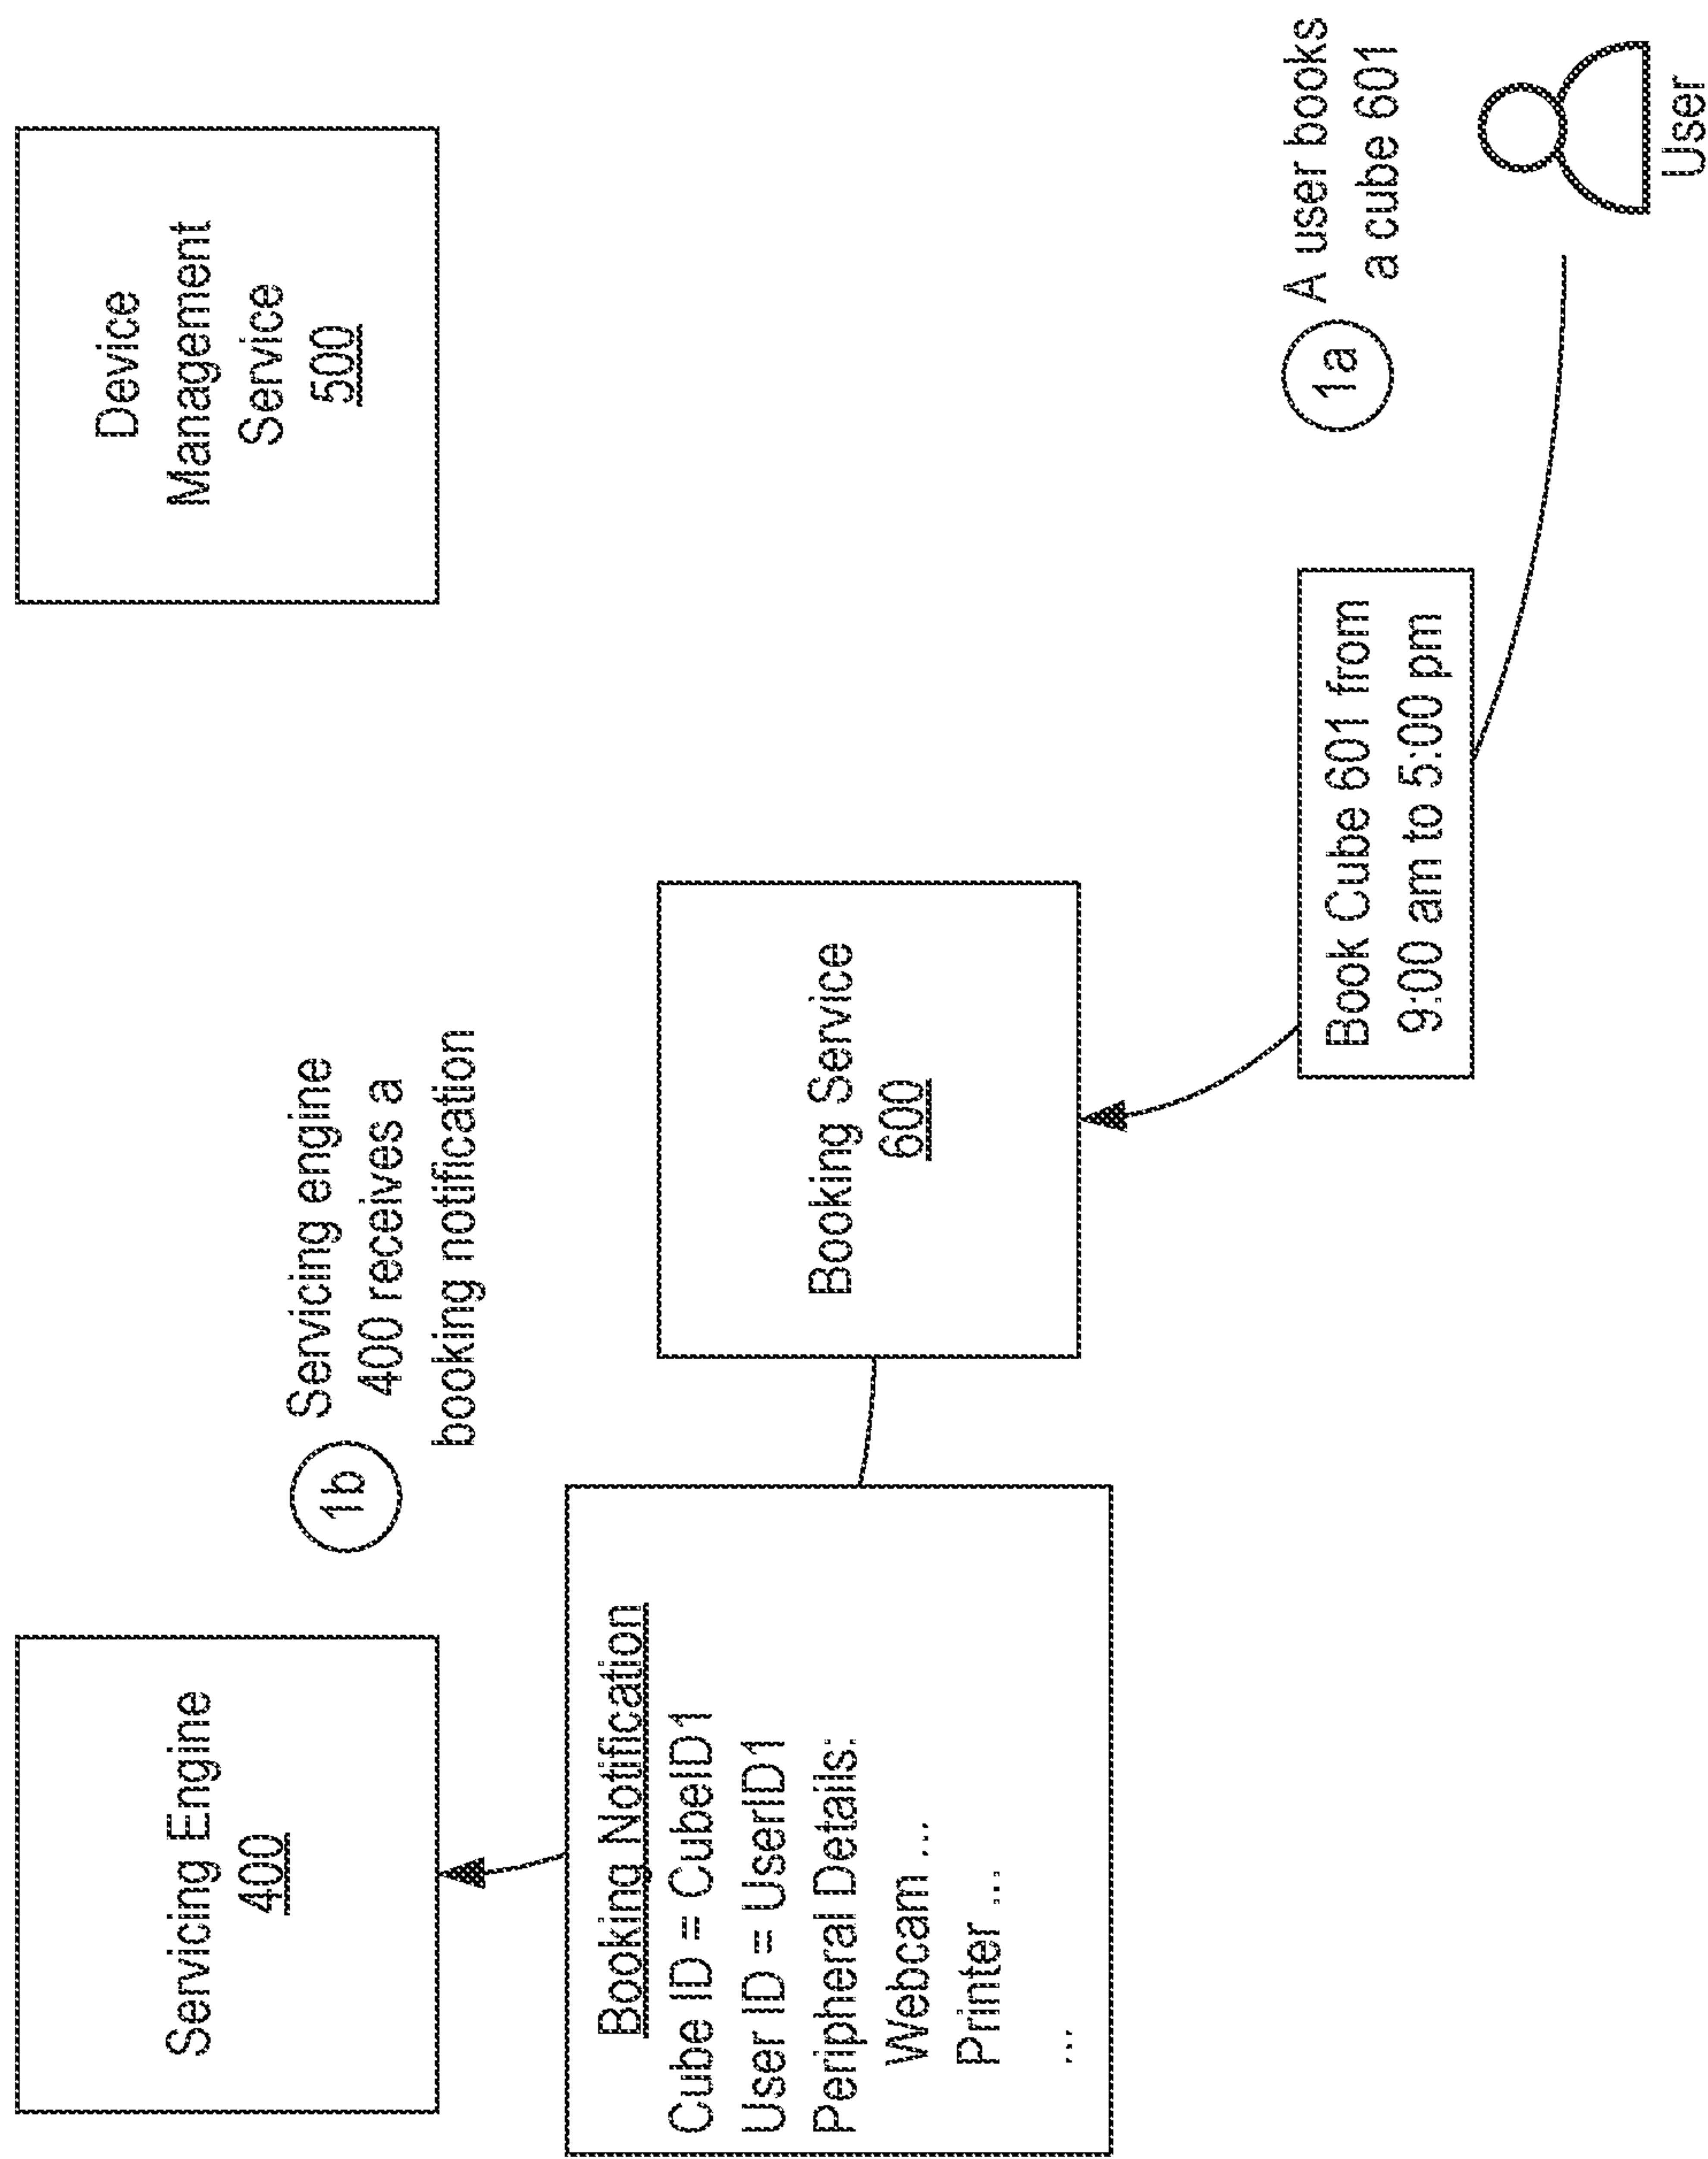 Servicing Engine
400
1b
Servicing engine
400 receives a
booking notification
Device
Management
Service
500
Booking Notification
Cube ID = CubeID1
User ID = UserID1
Peripheral Details:
Webcam ...
Printer ...
...
Booking Service
600
Book Cube 601 from
9:00 am to 5:00 pm
1a
A user books
a cube 601
User